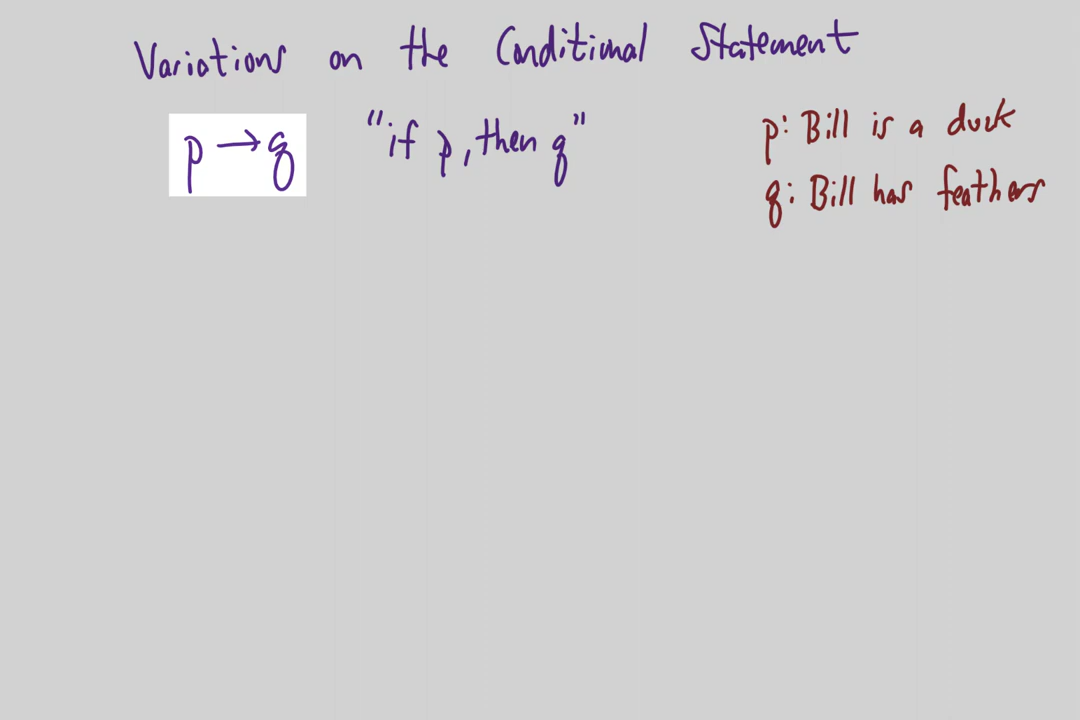 Variations on the Conditional Statement
p → q "if p, then q" p: Bill is a duck
q: Bill has feathers